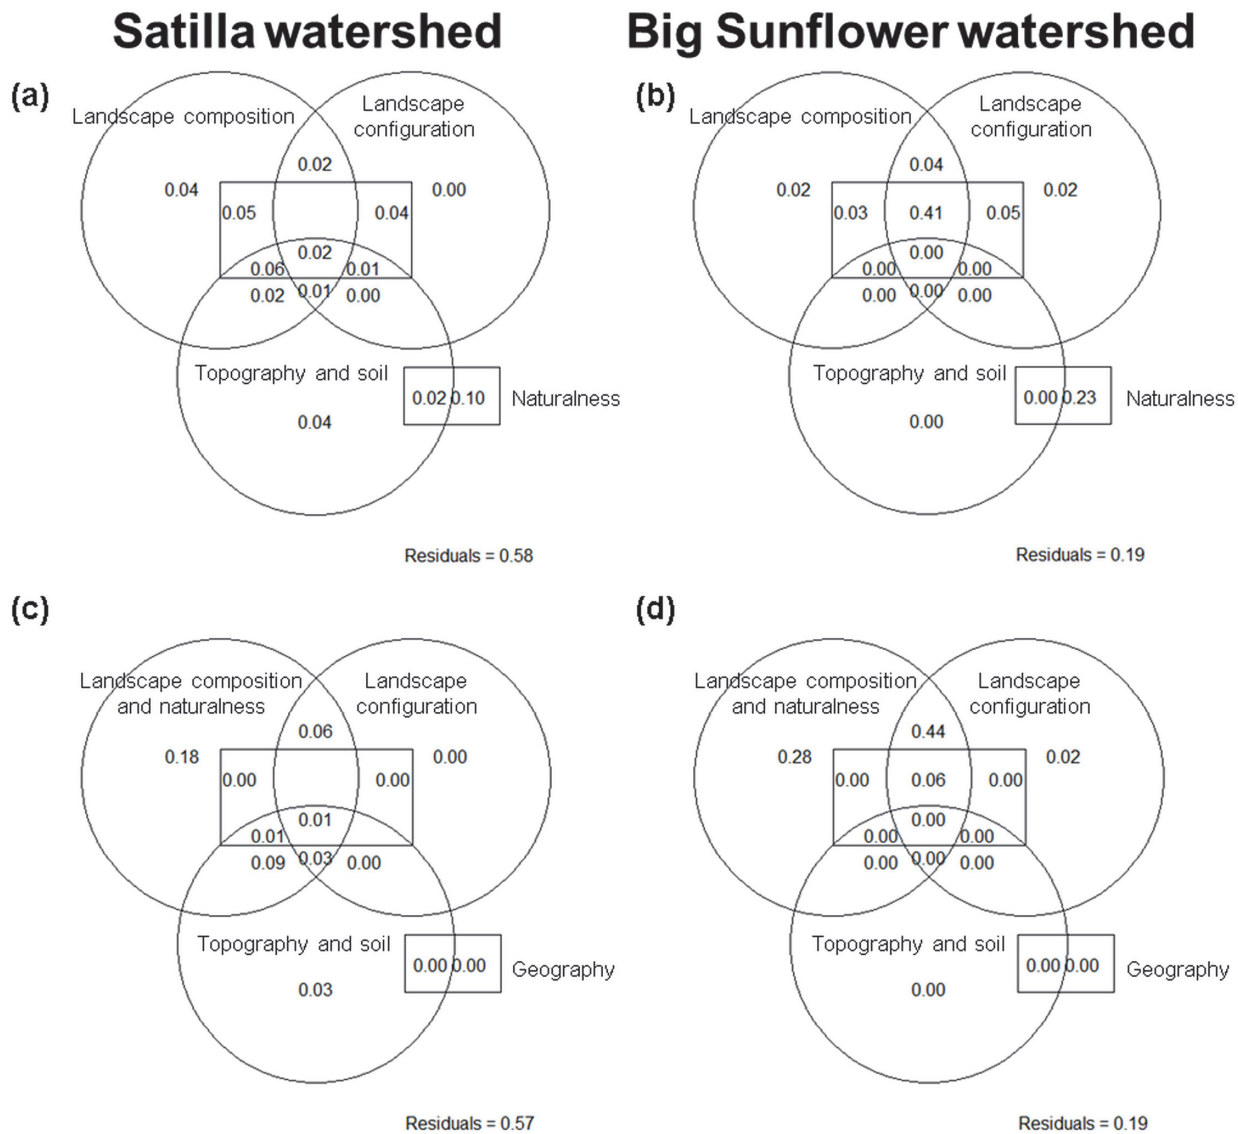 Satilla watershed
Big Sunflower watershed
(a)
Landscape composition
Landscape
configuration
0.02
0.04
0.00
0.05
0.04
0.02
0.06
0.01
0.02
0.01
0.00
Topography and soil
0.02
0.10
Naturalness
0.04
Residuals = 0.58
(b)
Landscape composition
Landscape
configuration
0.04
0.02
0.02
0.03
0.41
0.05
0.00
0.00
0.00
0.00
0.00
0.00
Topography and soil
0.00
0.23
Naturalness
0.00
Residuals = 0.19
(c)
Landscape composition
and naturalness
Landscape
configuration
0.06
0.18
0.00
0.00
0.00
0.01
0.01
0.09
0.03
0.00
Topography and soil
0.00
0.00
Geography
0.03
Residuals = 0.57
(d)
Landscape composition
and naturalness
Landscape
configuration
0.44
0.28
0.02
0.00
0.06
0.00
0.00
0.00
0.00
0.00
0.00
0.00
Topography and soil
0.00
0.00
Geography
0.00
Residuals = 0.19